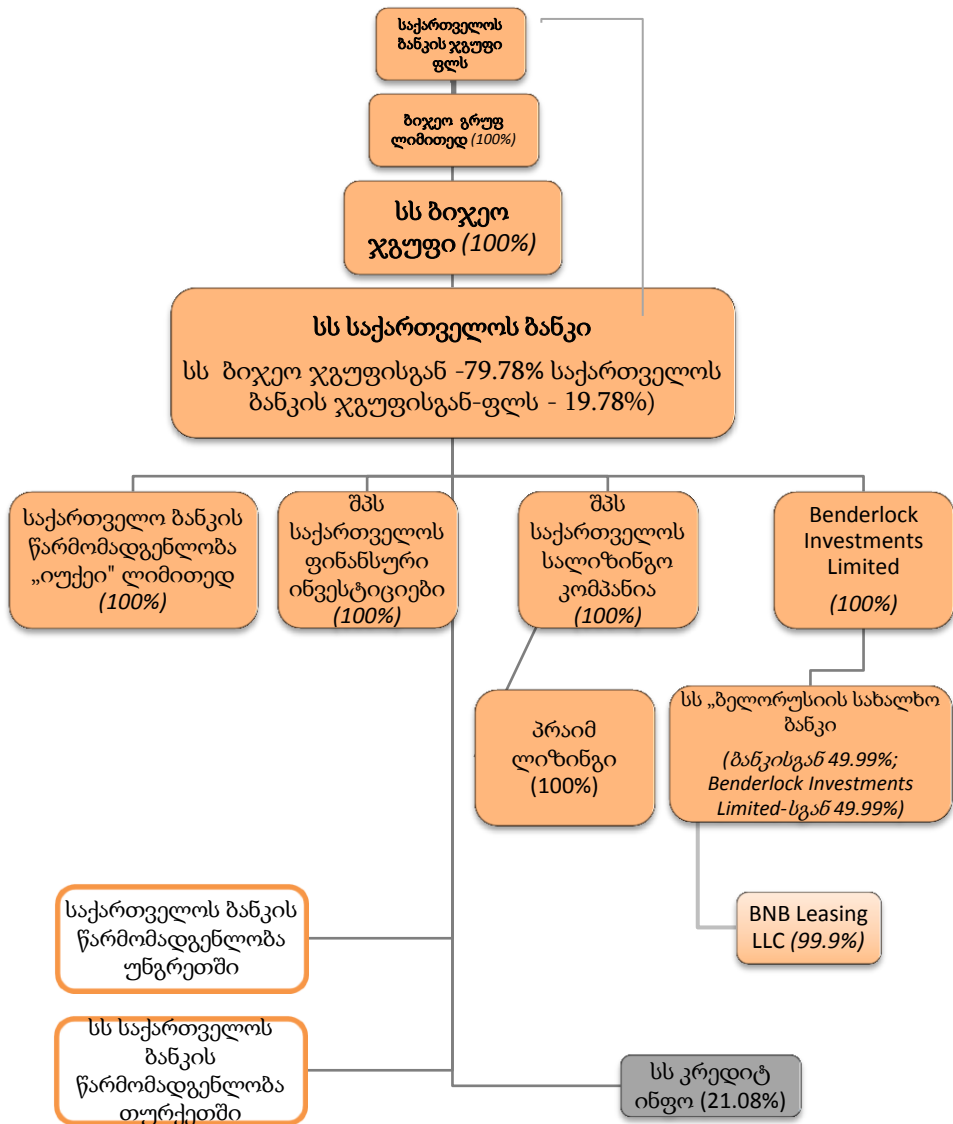 საქართველოს
ბანკის ჯგუფი
ფლს
ბიჯეო გრუფ
ლიმითედ (100%)
სს ბიჯეო
ჯგუფი (100%)
სს საქართველოს ბანკი
სს ბიჯეო ჯგუფისგან -79.78% საქართველოს
ბანკის ჯგუფისგან-ფლს - 19.78%)
საქართველო ბანკის
წარმომადგენლობა
„იუქეი" ლიმითედ
(100%)
შპს
საქართველოს
ფინანსური
ინვესტიციები
(100%)
შპს
საქართველოს
სალიზინგო
კომპანია
(100%)
Benderlock
Investments
Limited
(100%)
პრაიმ
ლიზინგი
(100%)
სს „ბელორუსიის სახალხო
ბანკი
(ბანკისგან 49.99%;
Benderlock Investments
Limited-სგან 49.99%)
BNB Leasing
LLC (99.9%)
საქართველოს ბანკის
წარმომადგენლობა
უნგრეთში
სს საქართველოს
ბანკის
წარმომადგენლობა
თურქეთში
სს კრედიტ
ინფო (21.08%)